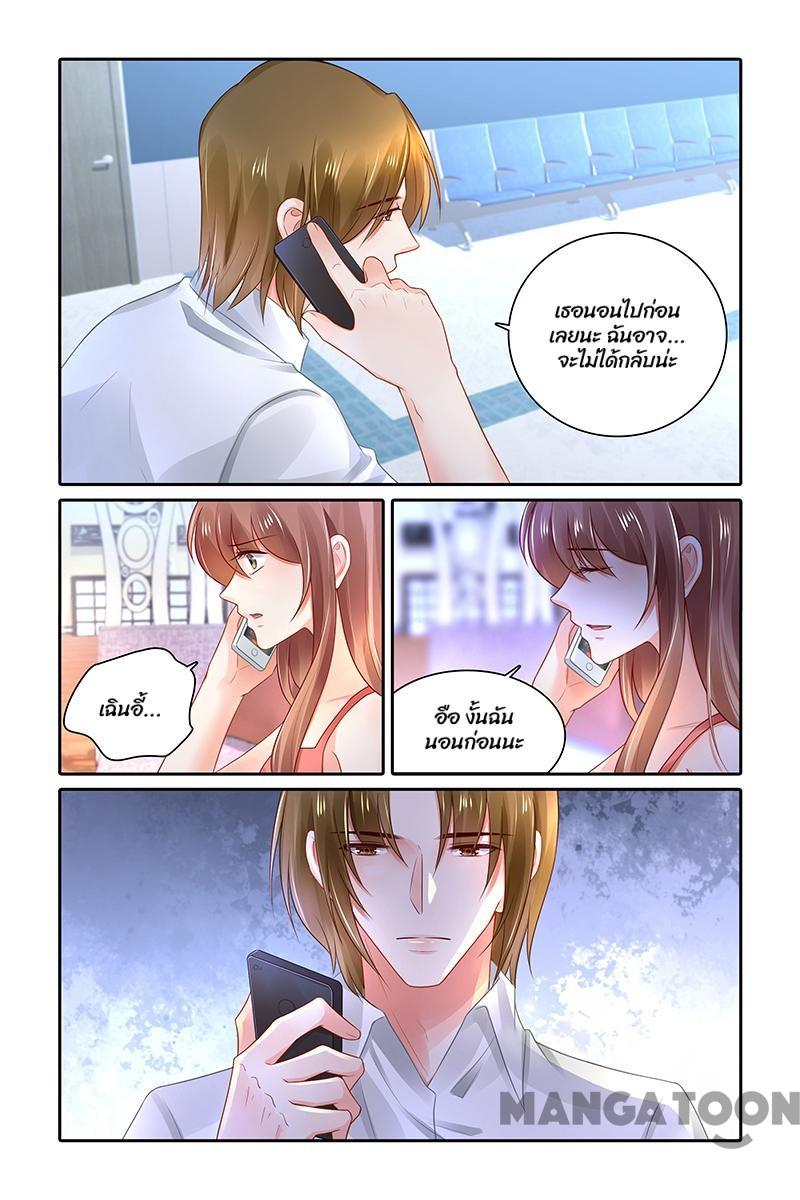 เธอนอนไปก่อน
เลยนะ ฉันอาจ...
จะไม่ได้กลับน่ะ
เฉินอี้...
อือ งั้นฉัน
นอนก่อนนะ
MANGATOON